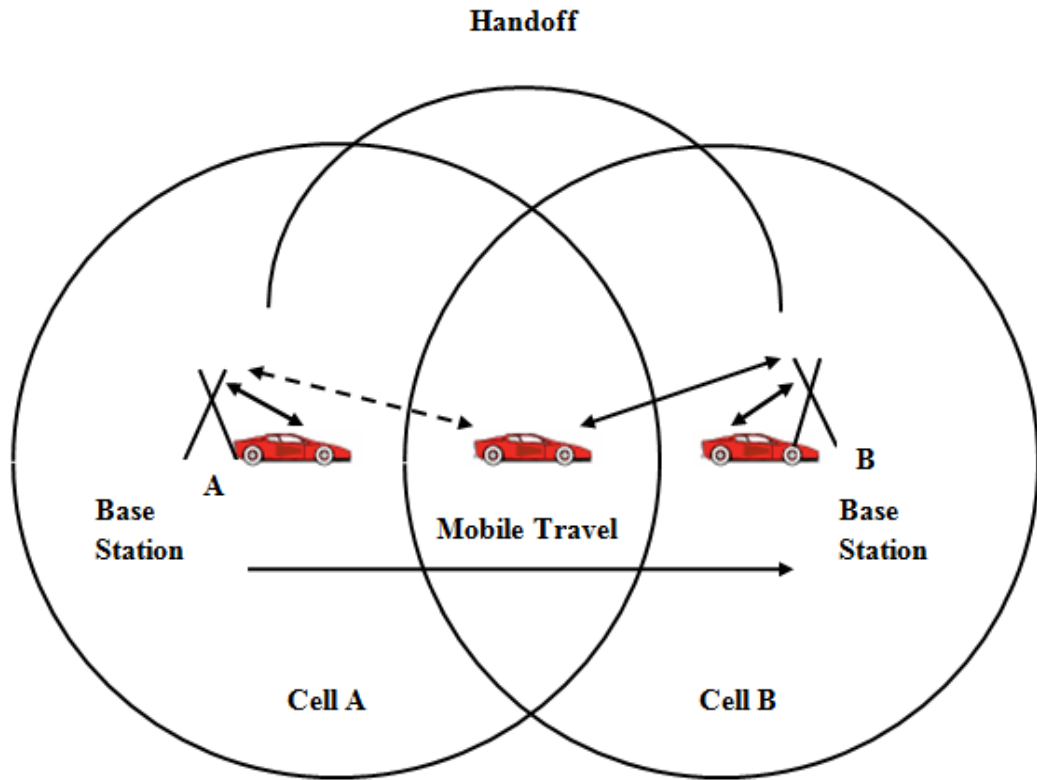 Handoff
A
B
Base
Station
Mobile Travel
Base
Station
Cell A
Cell B